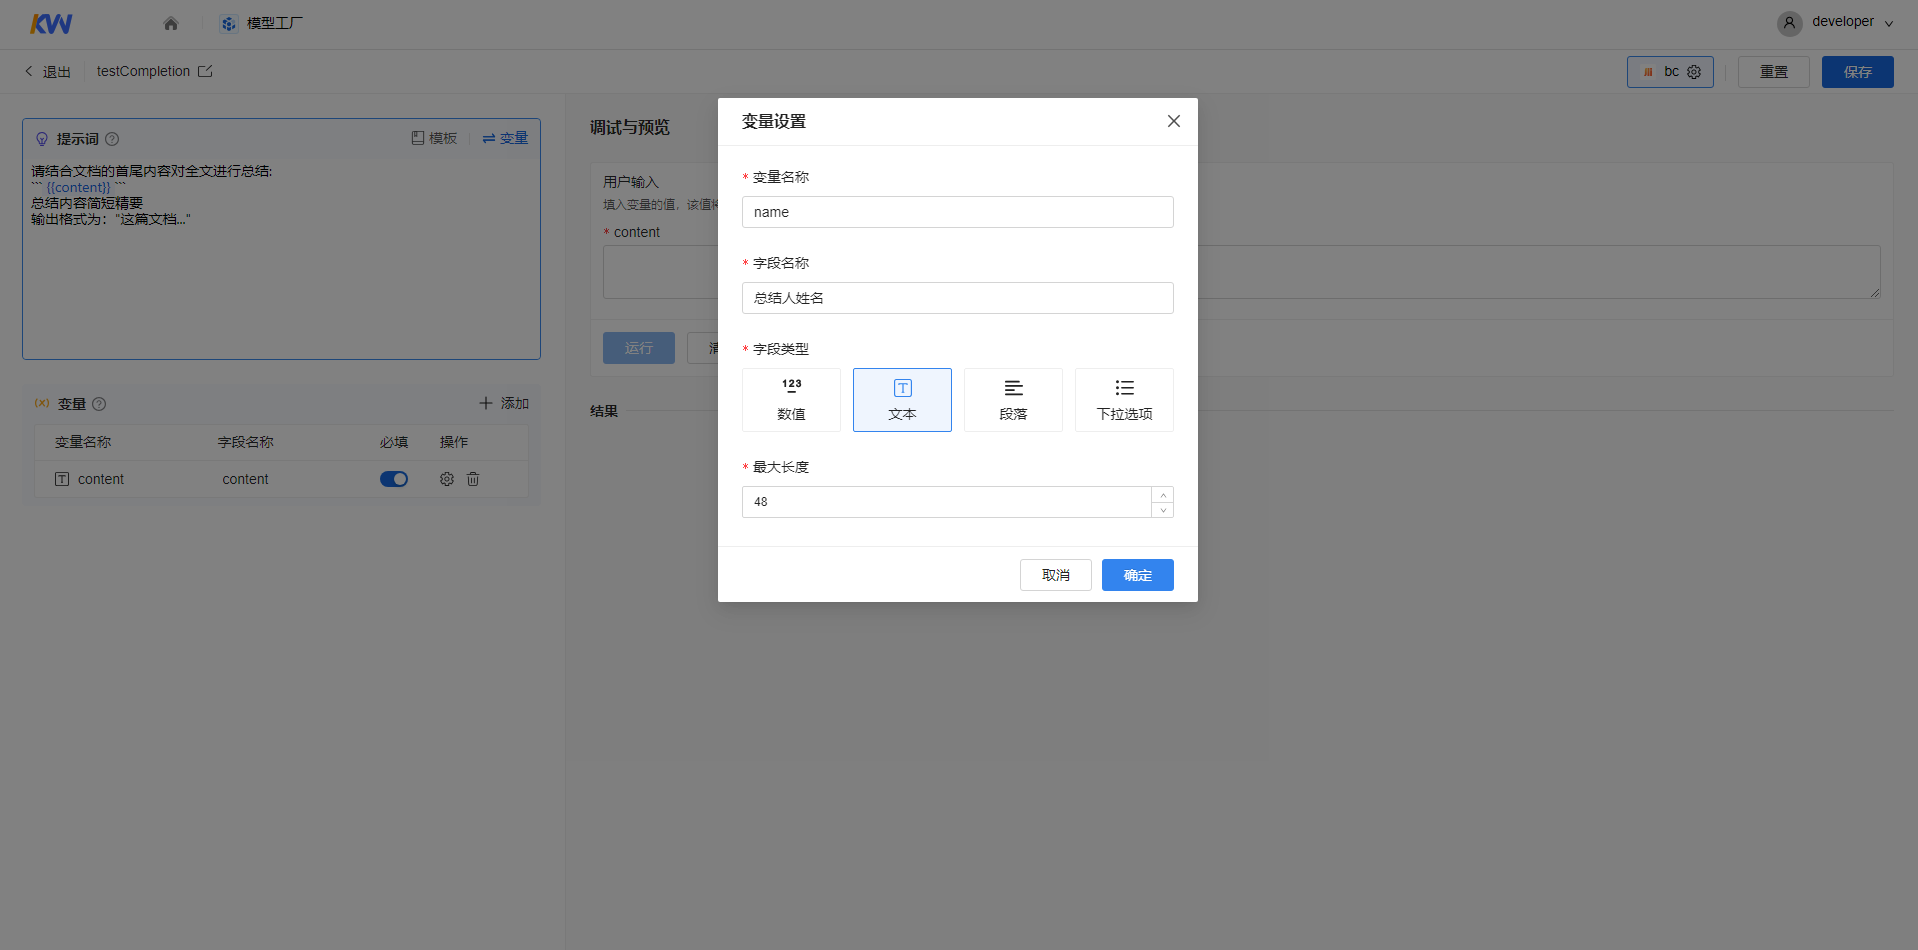 KW
模型工厂
developer
退出
testCompletion
bc
重置
保存
提示词
模板
变量
请结合文档的首尾内容对全文进行总结:
``` {{content}} ```
总结内容简短精要
输出格式为："这篇文档..."
变量
添加
变量名称 字段名称 必填 操作
content content
调试与预览
用户输入
填入变量的值，该值
* content
运行
结果
变量设置
* 变量名称
name
* 字段名称
总结人姓名
* 字段类型
123
数值
T
文本
段落
下拉选项
* 最大长度
48
取消
确定